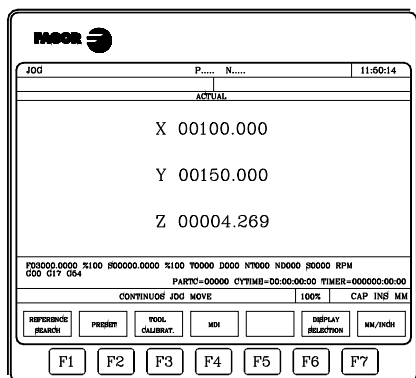 FAGOR
JOG P..... N..... 11:50:14
ACTUAL
X 00100.000
Y 00150.000
Z 00004.269
F03000.0000 %100 S00000.0000 %100 T0000 D000 NT000 ND000 S0000 RPM
G00 G17 G54
PARTC=00000 CYTIME=00:00:00:00 TIMER=000000:00:00
CONTINUOS JOG MOVE 100% CAP INS MM
REFERENCE SEARCH
PRESET
TOOL CALIBRAT.
MDI
DISPLAY SELECTION
MM/INCH
F1 F2 F3 F4 F5 F6 F7